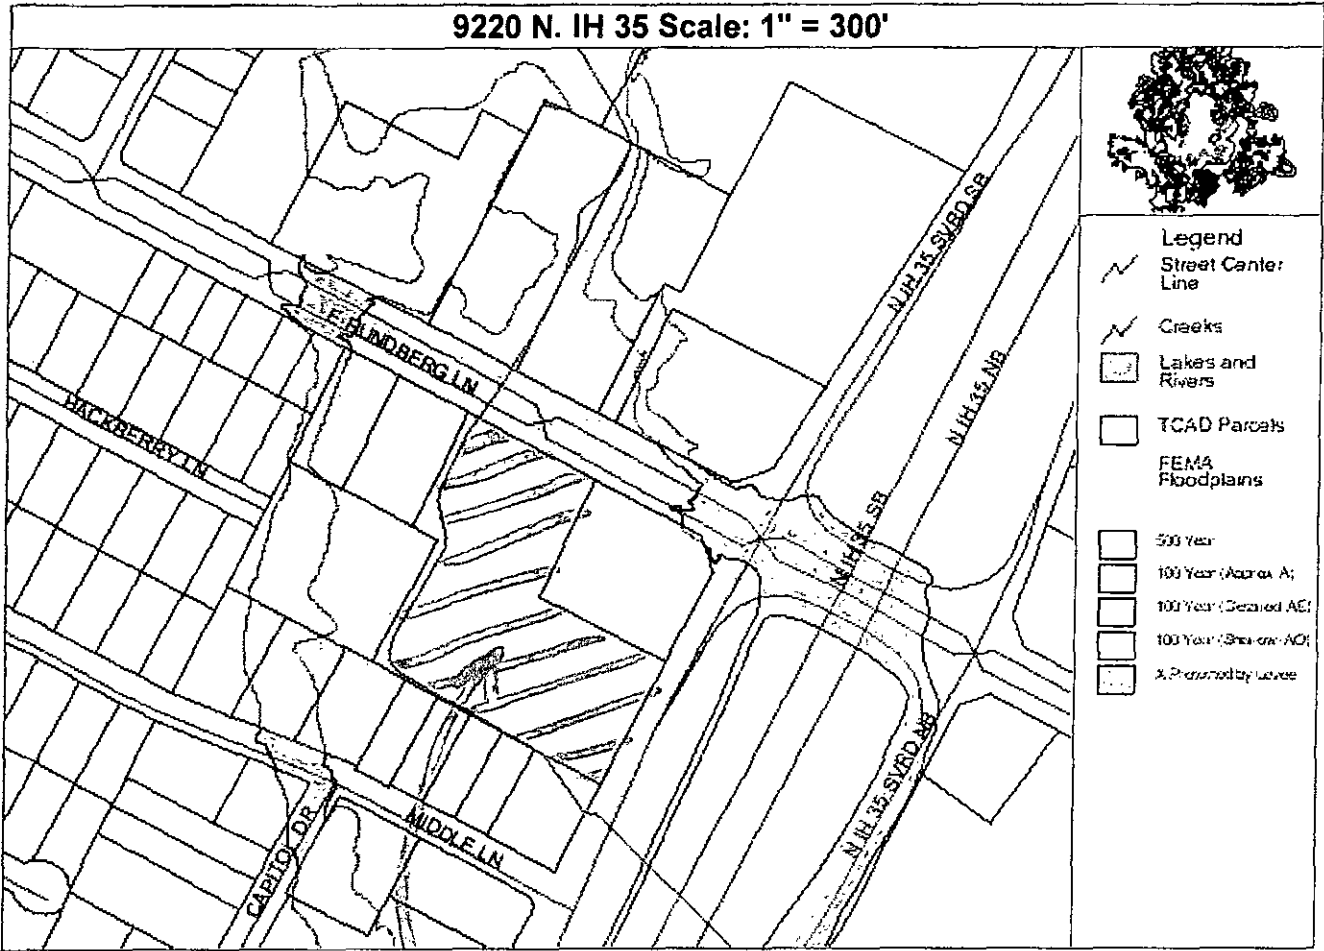 9220 N. IH 35 Scale: 1" = 300'
N IH 35 SVRD SB
N IH 35 NB
N IH 35 SB
N IH 35 SVRD NB
E RUNDBERG LN
HACKBERRY LN
MIDDLE LN
CAPITOL DR
Legend
Street Center
Line
Creeks
Lakes and
Rivers
TCAD Parcels
FEMA
Floodplains
500 Year
100 Year (Approx A)
100 Year (Detailed AE)
100 Year (Shallow AO)
X Protected by Levee